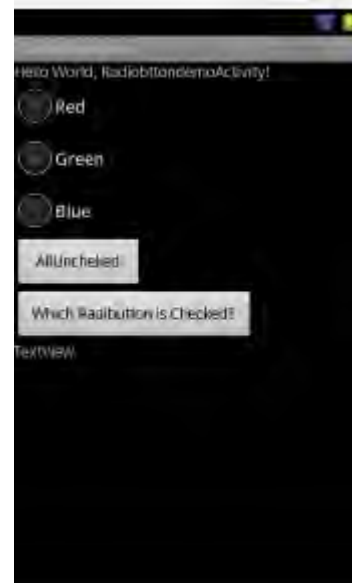 Hello World, RadiobttondemoActivity!
Red
Green
Blue
AllUncheked
Which Radibution is Checked?
TextView